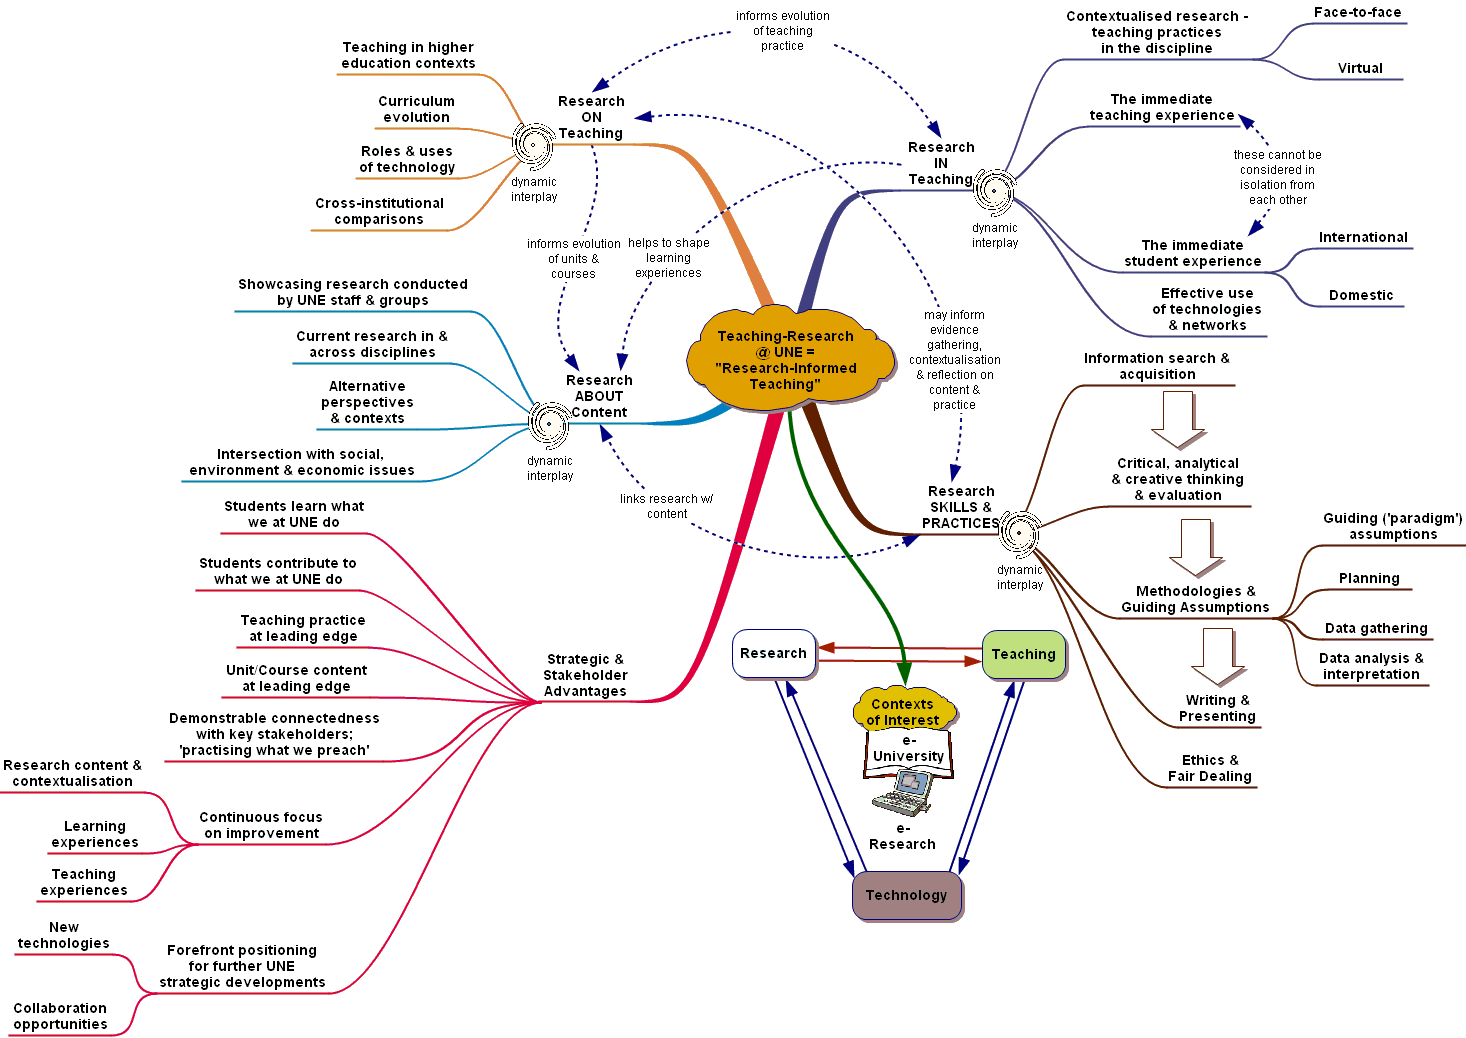 informs evolution
of teaching
practice
Teaching in higher
education contexts
Curriculum
evolution
Roles & uses
of technology
Cross-institutional
comparisons
Research
ON
Teaching
dynamic
interplay
Contextualised research -
teaching practices
in the discipline
Face-to-face
Virtual
The immediate
teaching experience
these cannot be
considered in
isolation from
each other
The immediate
student experience
International
Domestic
Effective use
of technologies
& networks
Research
IN
Teaching
dynamic
interplay
informs evolution
of units &
courses
helps to shape
learning
experiences
may inform
evidence
gathering,
contextualisation
& reflection on
content &
practice
Teaching-Research
@ UNE =
"Research-Informed
Teaching"
Showcasing research conducted
by UNE staff & groups
Current research in &
across disciplines
Alternative
perspectives
& contexts
Intersection with social,
environment & economic issues
Research
ABOUT
Content
dynamic
interplay
links research w/
content
Information search &
acquisition
Critical, analytical
& creative thinking
& evaluation
Methodologies &
Guiding Assumptions
Guiding ('paradigm')
assumptions
Planning
Data gathering
Data analysis &
interpretation
Writing &
Presenting
Ethics &
Fair Dealing
Research
SKILLS &
PRACTICES
dynamic
interplay
Students learn what
we at UNE do
Students contribute to
what we at UNE do
Teaching practice
at leading edge
Unit/Course content
at leading edge
Demonstrable connectedness
with key stakeholders;
'practising what we preach'
Strategic &
Stakeholder
Advantages
Research content &
contextualisation
Learning
experiences
Teaching
experiences
Continuous focus
on improvement
New
technologies
Collaboration
opportunities
Forefront positioning
for further UNE
strategic developments
Research
Teaching
Contexts
of Interest
e-
University
e-
Research
Technology